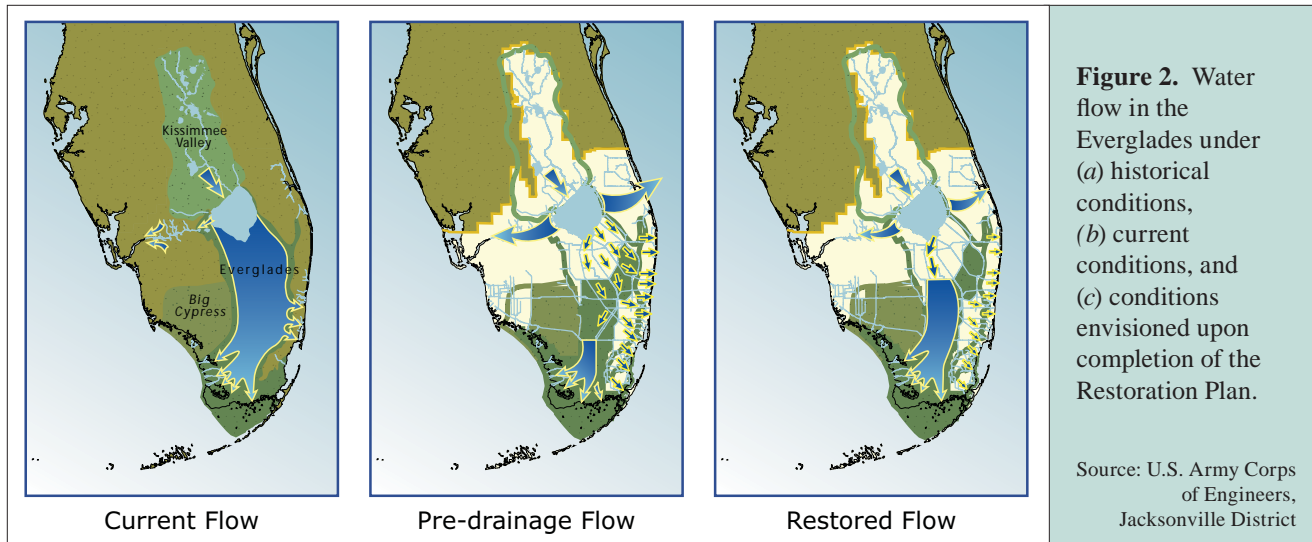 Kissimmee
Valley
Everglades
Big
Cypress
Current Flow
Pre-drainage Flow
Restored Flow
Figure 2. Water
flow in the
Everglades under
(a) historical
conditions,
(b) current
conditions, and
(c) conditions
envisioned upon
completion of the
Restoration Plan.
Source: U.S. Army Corps
of Engineers,
Jacksonville District